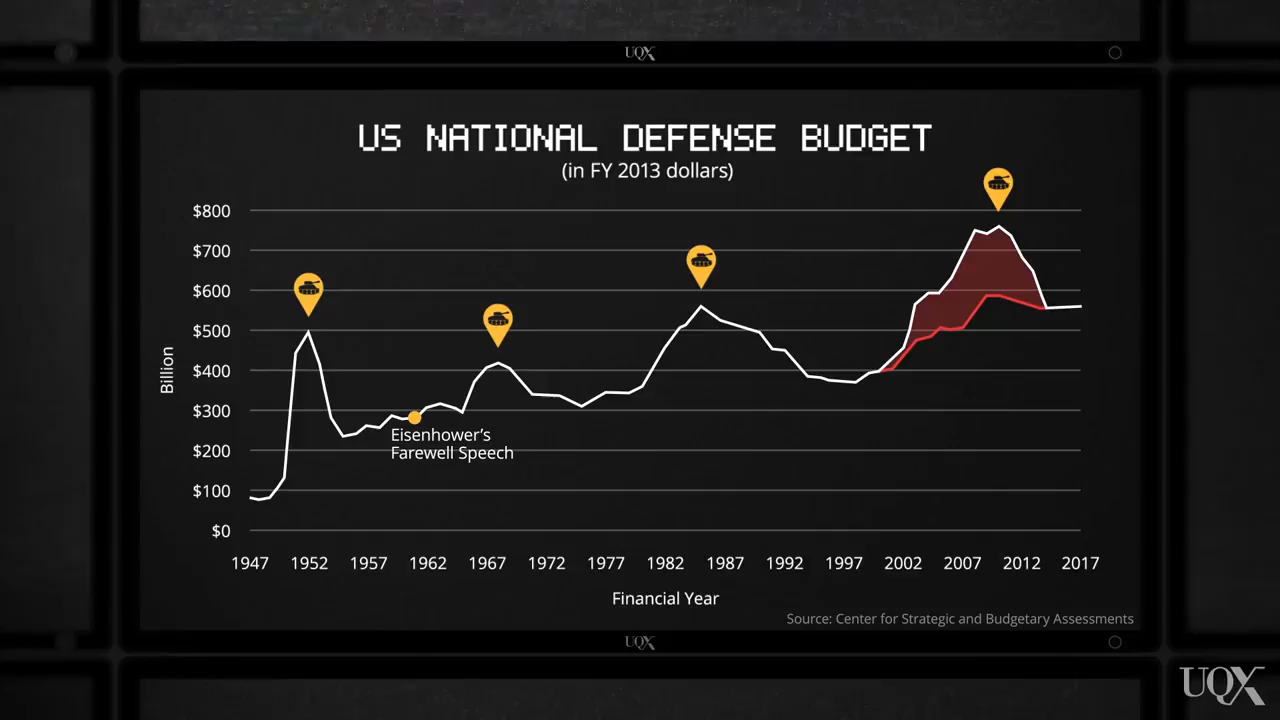 UQX
US NATIONAL DEFENSE BUDGET
(in FY 2013 dollars)
$800
$700
$600
$500
$400
$300
$200
$100
$0
Billion
Eisenhower's
Farewell Speech
1947 1952 1957 1962 1967 1972 1977 1982 1987 1992 1997 2002 2007 2012 2017
Financial Year
Source: Center for Strategic and Budgetary Assessments
UQX
UQX